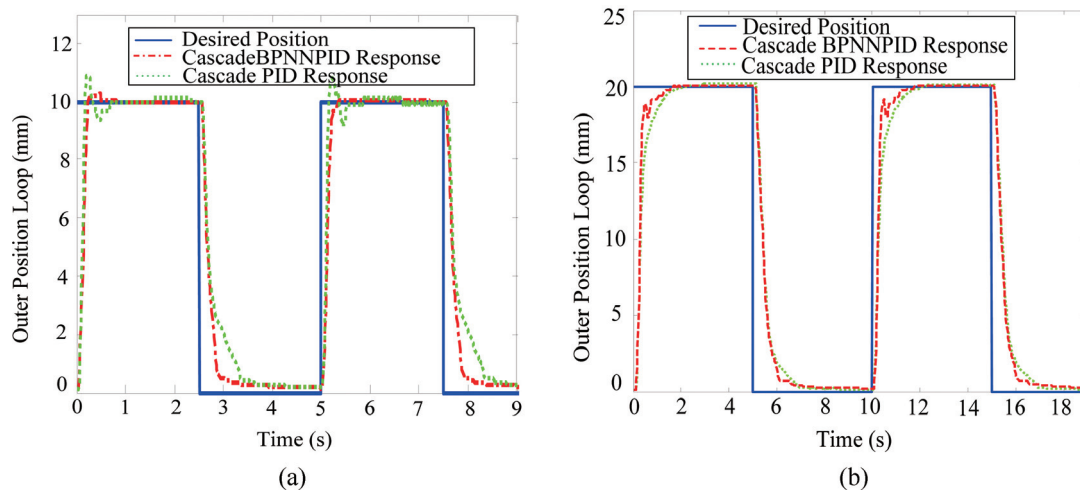 Desired Position
CascadeBPNNPID Response
Cascade PID Response
12
10
8
6
4
2
0
Outer Position Loop (mm)
0 1 2 3 4 5 6 7 8 9
Time (s)
(a)
Desired Position
Cascade BPNNPID Response
Cascade PID Response
25
20
15
10
5
0
Outer Position Loop (mm)
0 2 4 6 8 10 12 14 16 18
Time (s)
(b)